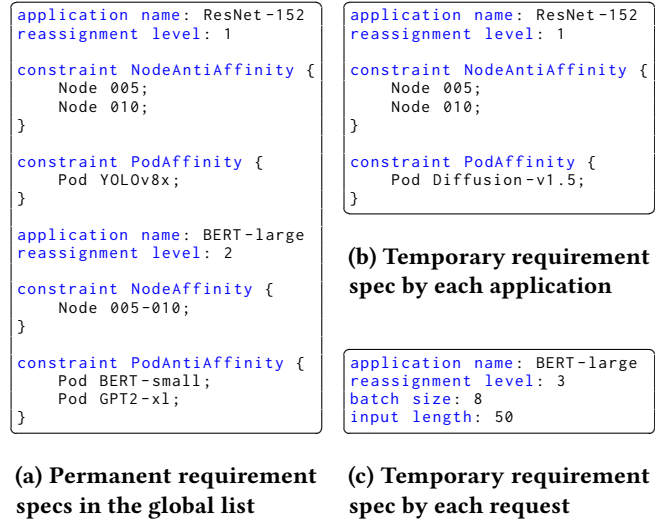 application name: ResNet-152
reassignment level: 1
constraint NodeAntiAffinity {
    Node 005;
    Node 010;
}
constraint PodAffinity {
    Pod YOLOv8x;
}
application name: BERT-large
reassignment level: 2
constraint NodeAffinity {
    Node 005-010;
}
constraint PodAntiAffinity {
    Pod BERT-small;
    Pod GPT2-xl;
}
(a) Permanent requirement
specs in the global list
application name: ResNet-152
reassignment level: 1
constraint NodeAntiAffinity {
    Node 005;
    Node 010;
}
constraint PodAffinity {
    Pod Diffusion-v1.5;
}
(b) Temporary requirement
spec by each application
application name: BERT-large
reassignment level: 3
batch size: 8
input length: 50
(c) Temporary requirement
spec by each request